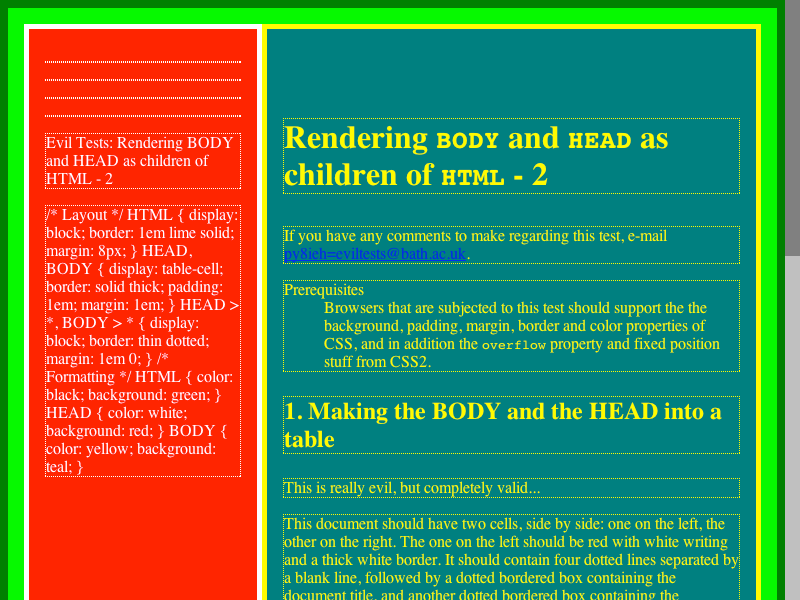 Evil Tests: Rendering BODY
and HEAD as children of
HTML - 2
/* Layout */ HTML { display:
block; border: 1em lime solid;
margin: 8px; } HEAD,
BODY { display: table-cell;
border: solid thick; padding:
1em; margin: 1em; } HEAD >
*, BODY > * { display:
block; border: thin dotted;
margin: 1em 0; } /*
Formatting */ HTML { color:
black; background: green; }
HEAD { color: white;
background: red; } BODY {
color: yellow; background:
teal; }
Rendering BODY and HEAD as
children of HTML - 2
If you have any comments to make regarding this test, e-mail
py8ieh=eviltests@bath.ac.uk.
Prerequisites
Browsers that are subjected to this test should support the the
background, padding, margin, border and color properties of
CSS, and in addition the overflow property and fixed position
stuff from CSS2.
1. Making the BODY and the HEAD into a
table
This is really evil, but completely valid...
This document should have two cells, side by side: one on the left, the
other on the right. The one on the left should be red with white writing
and a thick white border. It should contain four dotted lines separated by
a blank line, followed by a dotted bordered box containing the
document title, and another dotted bordered box containing the